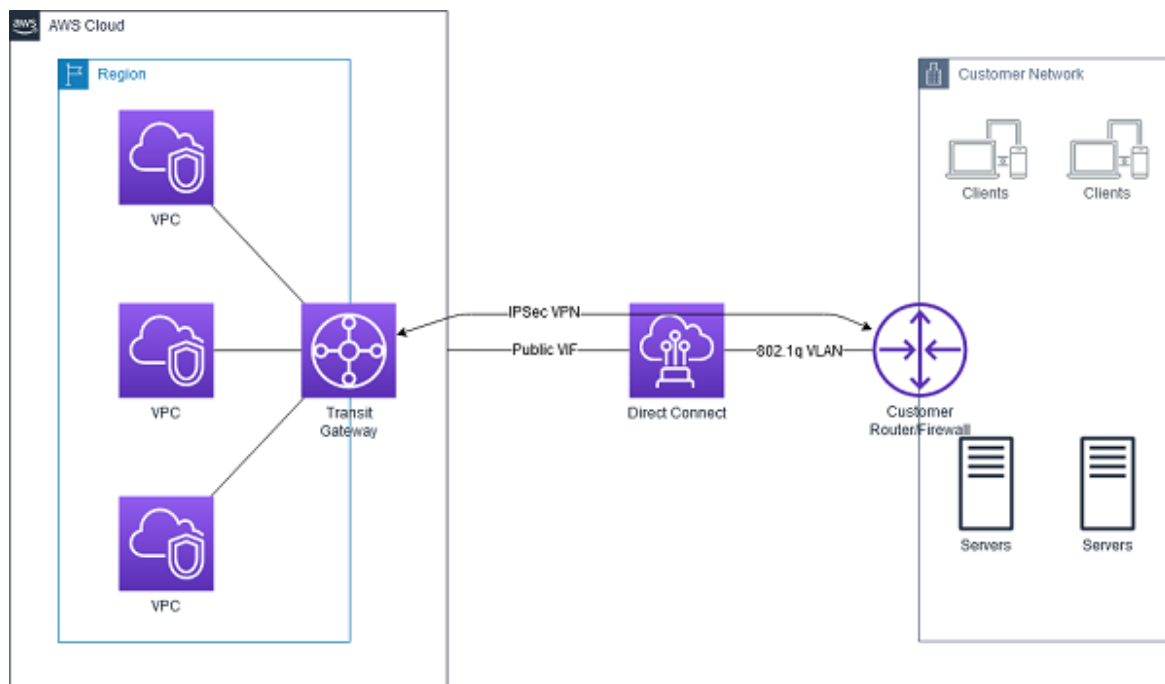 aws
AWS Cloud
Region
Customer Network
VPC
Clients
Clients
IPSec VPN
Public VIF
802.1q VLAN
VPC
Transit
Gateway
Direct Connect
Customer
Router/Firewall
VPC
Servers
Servers